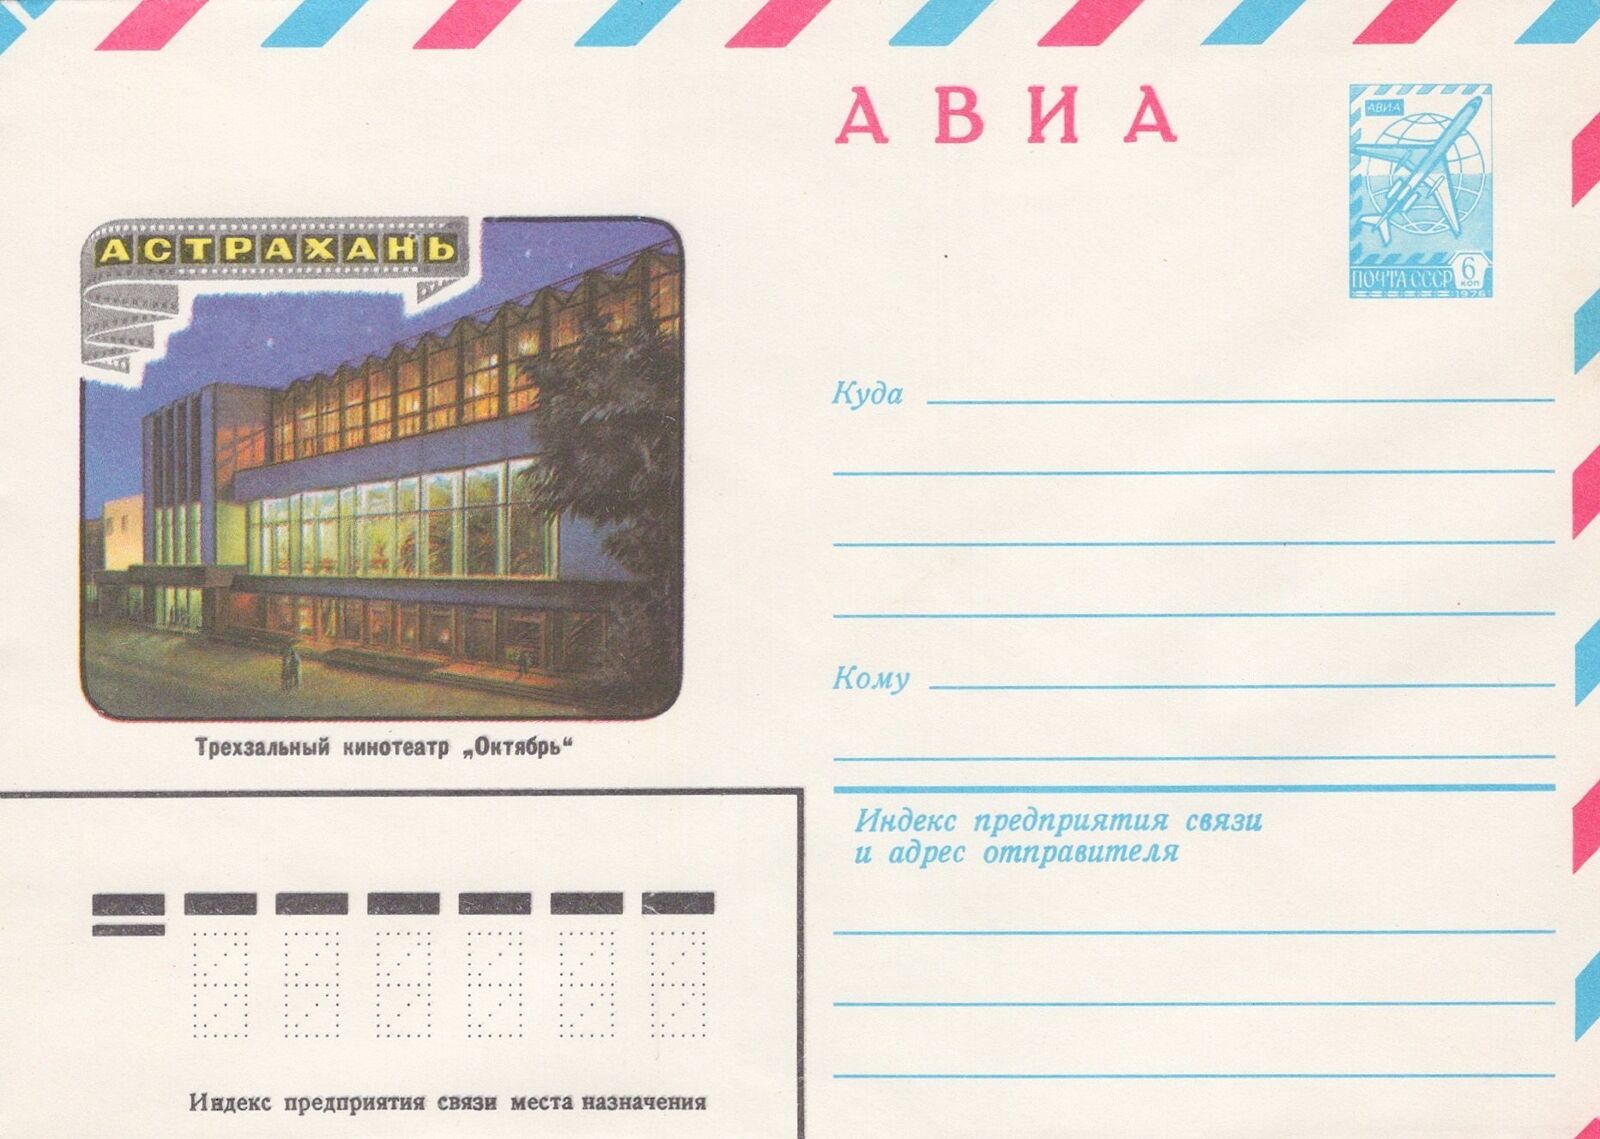 АВИА
АВИА
ПОЧТА СССР 6 коп
1976
АСТРАХАНЬ
Трехзальный кинотеатр „Октябрь“
Куда
Кому
Индекс предприятия связи
и адрес отправителя
Индекс предприятия связи места назначения